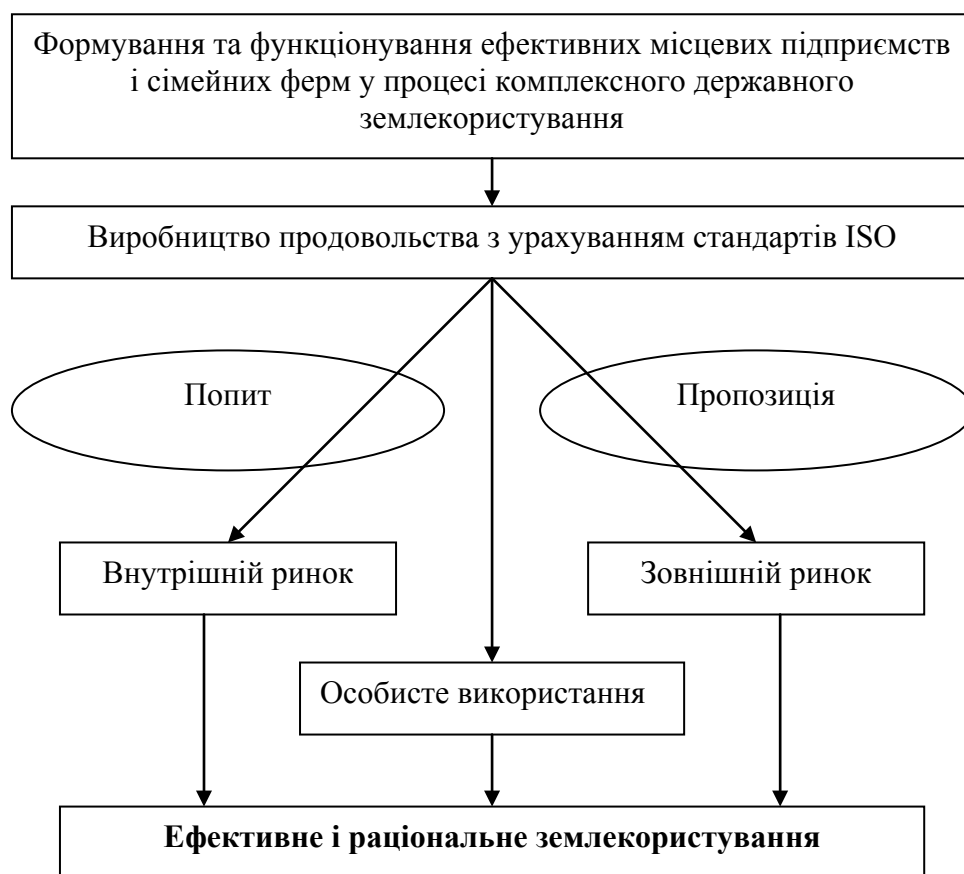 Формування та функціонування ефективних місцевих підприємств
і сімейних ферм у процесі комплексного державного
землекористування
Виробництво продовольства з урахуванням стандартів ISO
Попит
Пропозиція
Внутрішній ринок
Зовнішній ринок
Особисте використання
Ефективне і раціональне землекористування